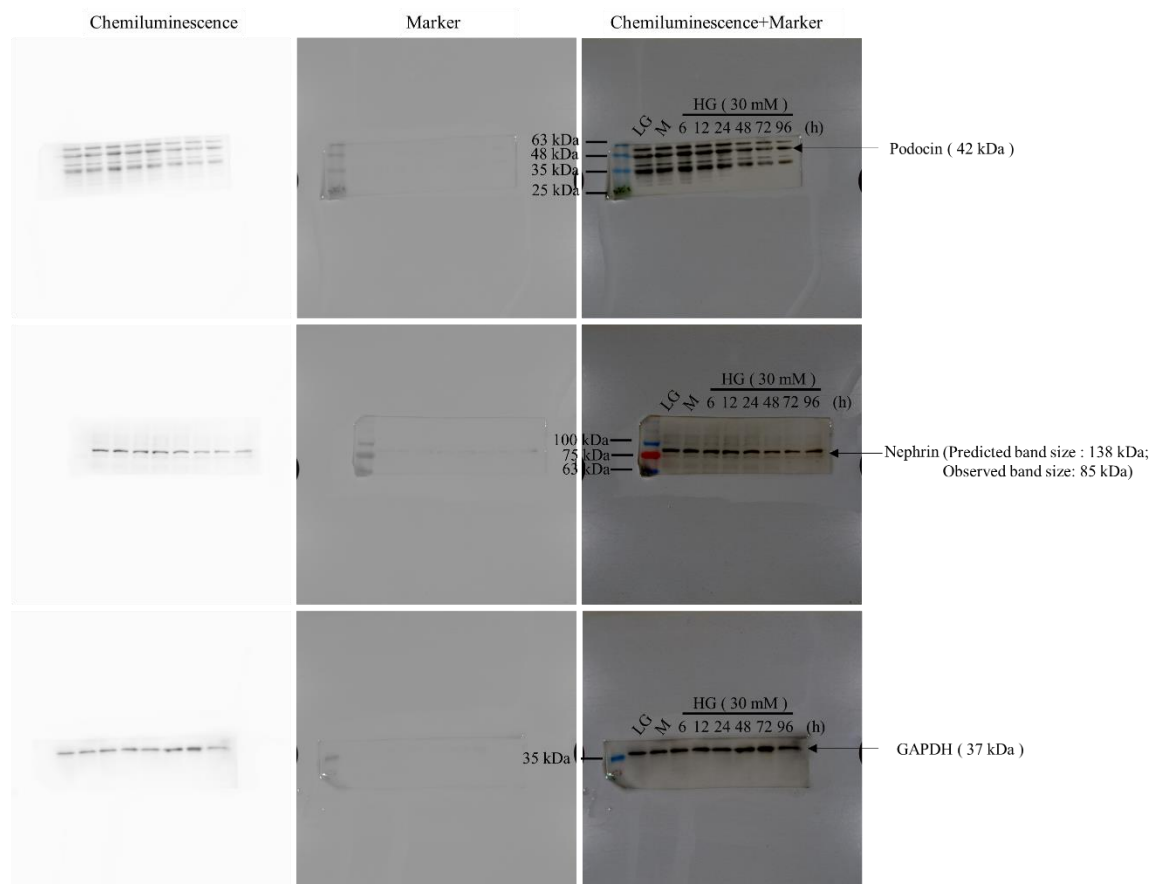 Chemiluminescence Marker Chemiluminescence+Marker
HG ( 30 mM )
LG M 6 12 24 48 72 96 (h)
63 kDa
48 kDa
35 kDa
25 kDa
Podocin ( 42 kDa )
HG ( 30 mM )
LG M 6 12 24 48 72 96 (h)
100 kDa
75 kDa
63 kDa
Nephrin (Predicted band size : 138 kDa;
Observed band size: 85 kDa)
HG ( 30 mM )
LG M 6 12 24 48 72 96 (h)
35 kDa
GAPDH ( 37 kDa )